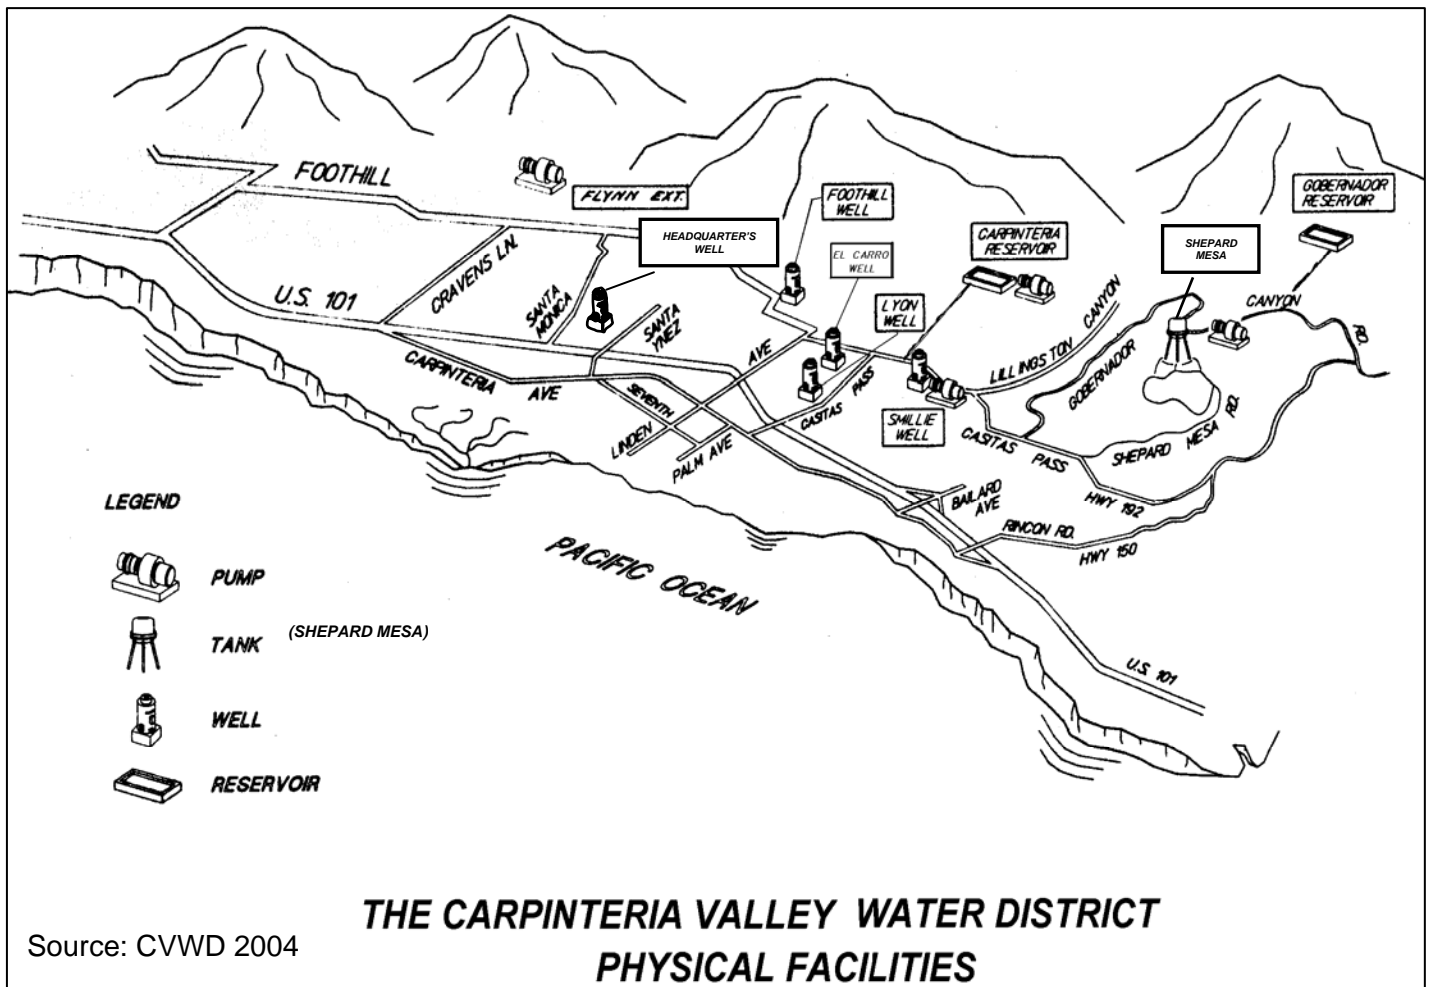 FOOTHILL
FLYNN EXT.
HEADQUARTER'S
WELL
FOOTHILL
WELL
EL CARRO
WELL
CARPINTERIA
RESERVOIR
LYON
WELL
SHEPARD
MESA
GOBERNADOR
RESERVOIR
U.S. 101
CRAVENS LN.
SANTA
MONICA
SANTA
YNEZ
CARPINTERIA AVE
SEVENTH
LINDEN AVE
PALM AVE
CASITAS PASS
SMILLIE
WELL
LILLINGSTON CANYON
GOBERNADOR CANYON RD.
CASITAS PASS
SHEPARD MESA RD.
HWY 192
BAILARD
AVE
RINCON RD.
HWY 150
U.S. 101
PACIFIC OCEAN
LEGEND
PUMP
TANK (SHEPARD MESA)
WELL
RESERVOIR
THE CARPINTERIA VALLEY WATER DISTRICT
PHYSICAL FACILITIES
Source: CVWD 2004